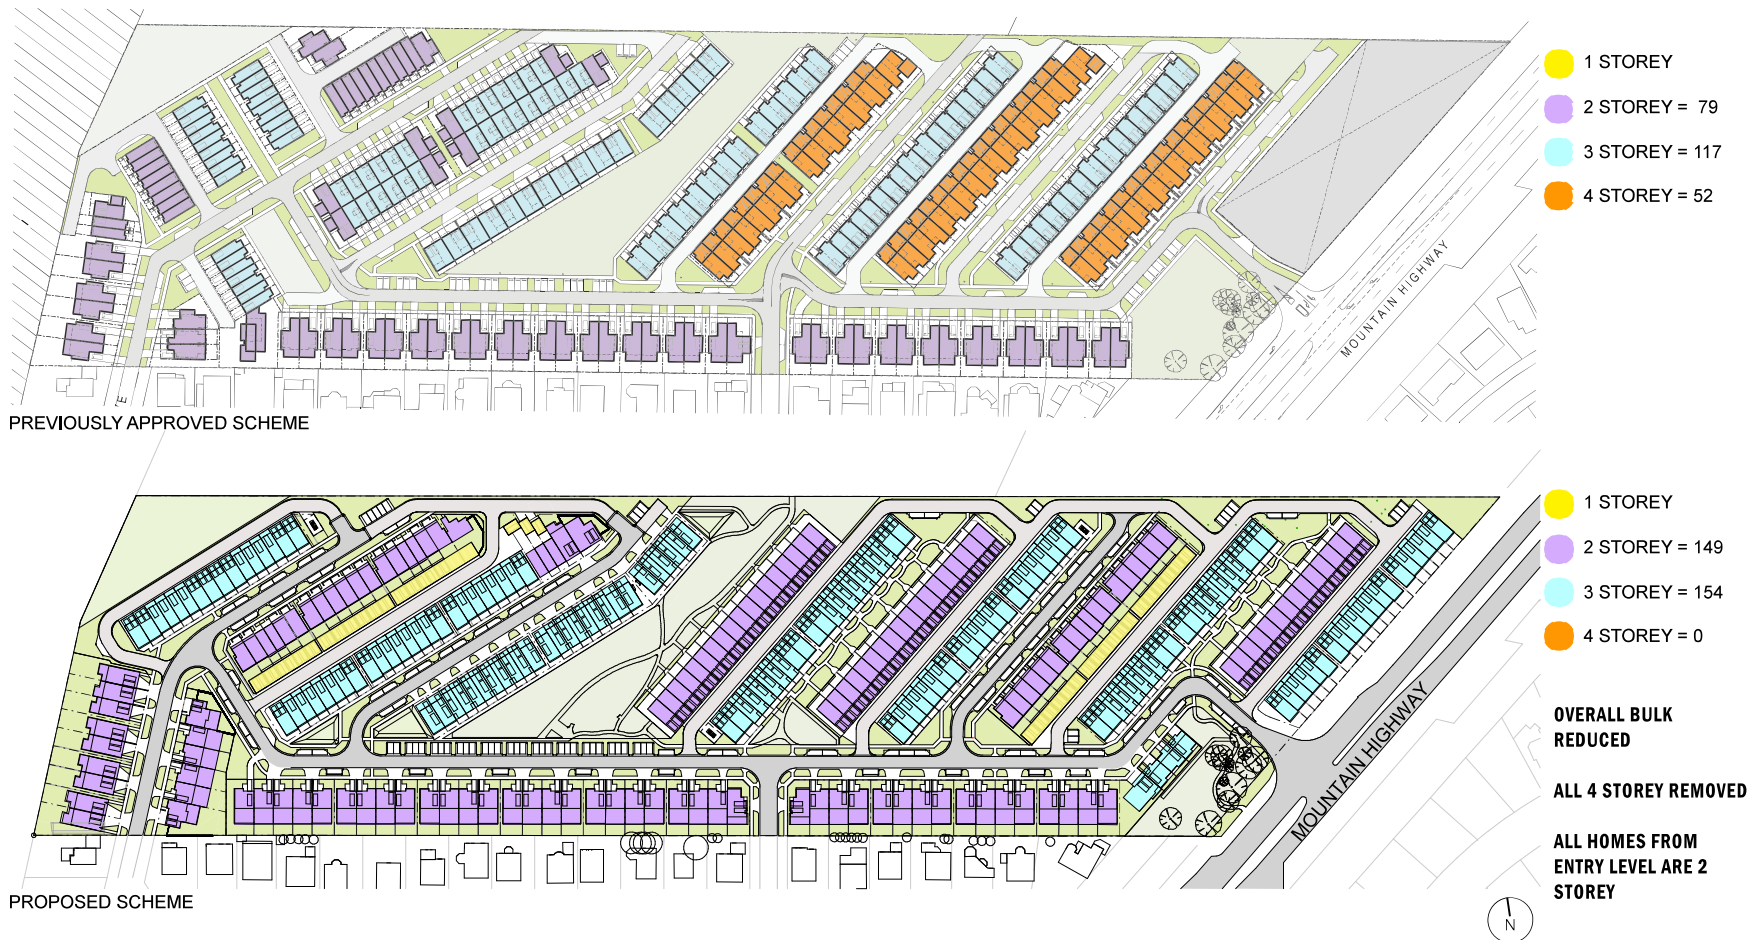 1 STOREY
2 STOREY = 79
3 STOREY = 117
4 STOREY = 52
MOUNTAIN HIGHWAY
PREVIOUSLY APPROVED SCHEME
1 STOREY
2 STOREY = 149
3 STOREY = 154
4 STOREY = 0
MOUNTAIN HIGHWAY
OVERALL BULK
REDUCED
ALL 4 STOREY REMOVED
ALL HOMES FROM
ENTRY LEVEL ARE 2
STOREY
PROPOSED SCHEME
N